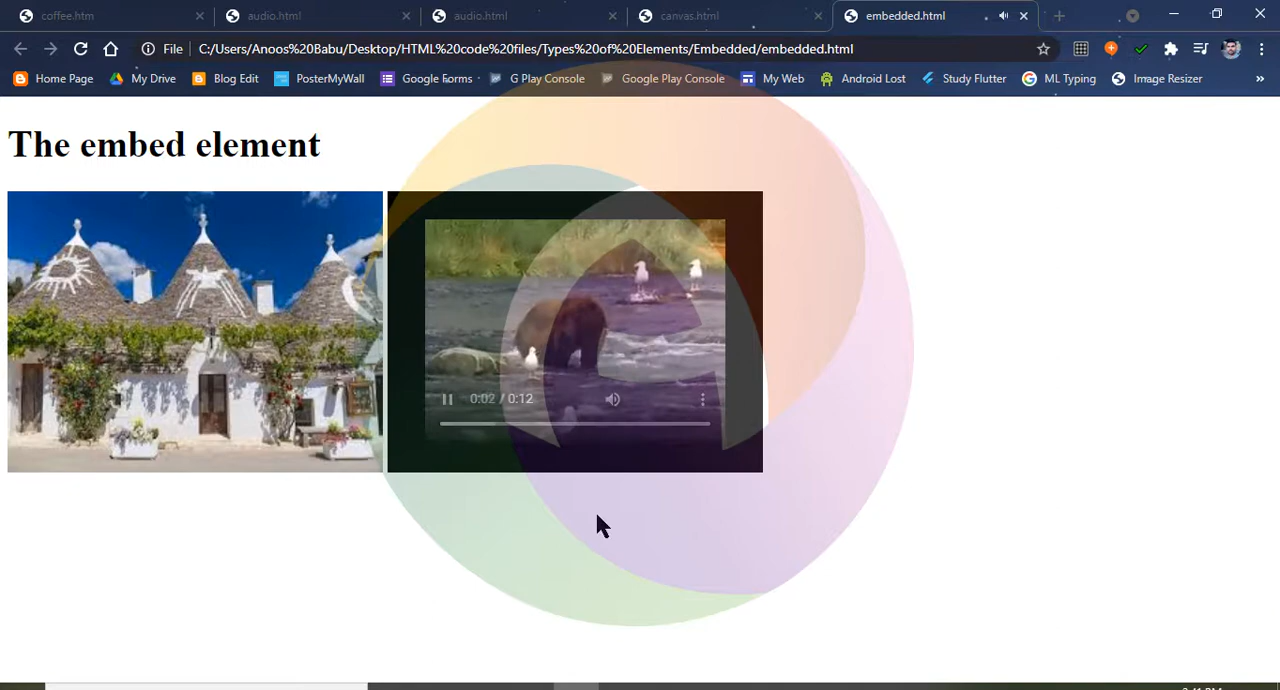 coffee.htm audio.html audio.html canvas.html embedded.html
File C:/Users/Anoos%20Babu/Desktop/HTML%20code%20files/Types%20of%20Elements/Embedded/embedded.html
Home Page My Drive Blog Edit PosterMyWall Google Forms G Play Console Google Play Console My Web Android Lost Study Flutter ML Typing Image Resizer »
The embed element
0:02 / 0:12